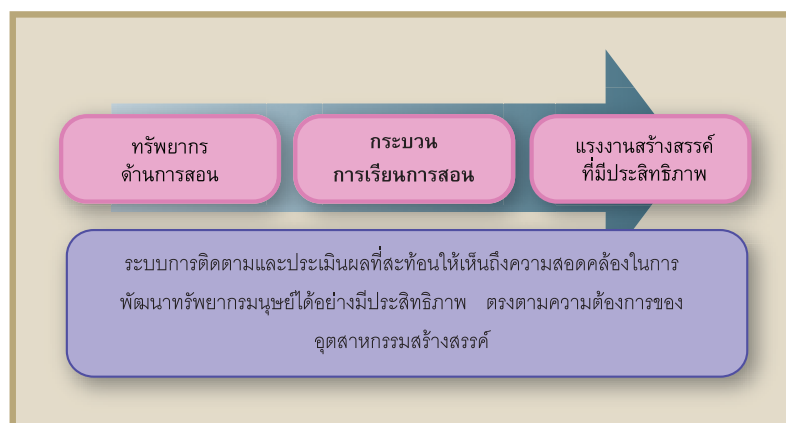 ทรัพยากร
ด้านการสอน
กระบวน
การเรียนการสอน
แรงงานสร้างสรรค์
ที่มีประสิทธิภาพ
ระบบการติดตามและประเมินผลที่สะท้อนให้เห็นถึงความสอดคล้องในการ
พัฒนาทรัพยากรมนุษย์ได้อย่างมีประสิทธิภาพ ตรงตามความต้องการของ
อุตสาหกรรมสร้างสรรค์